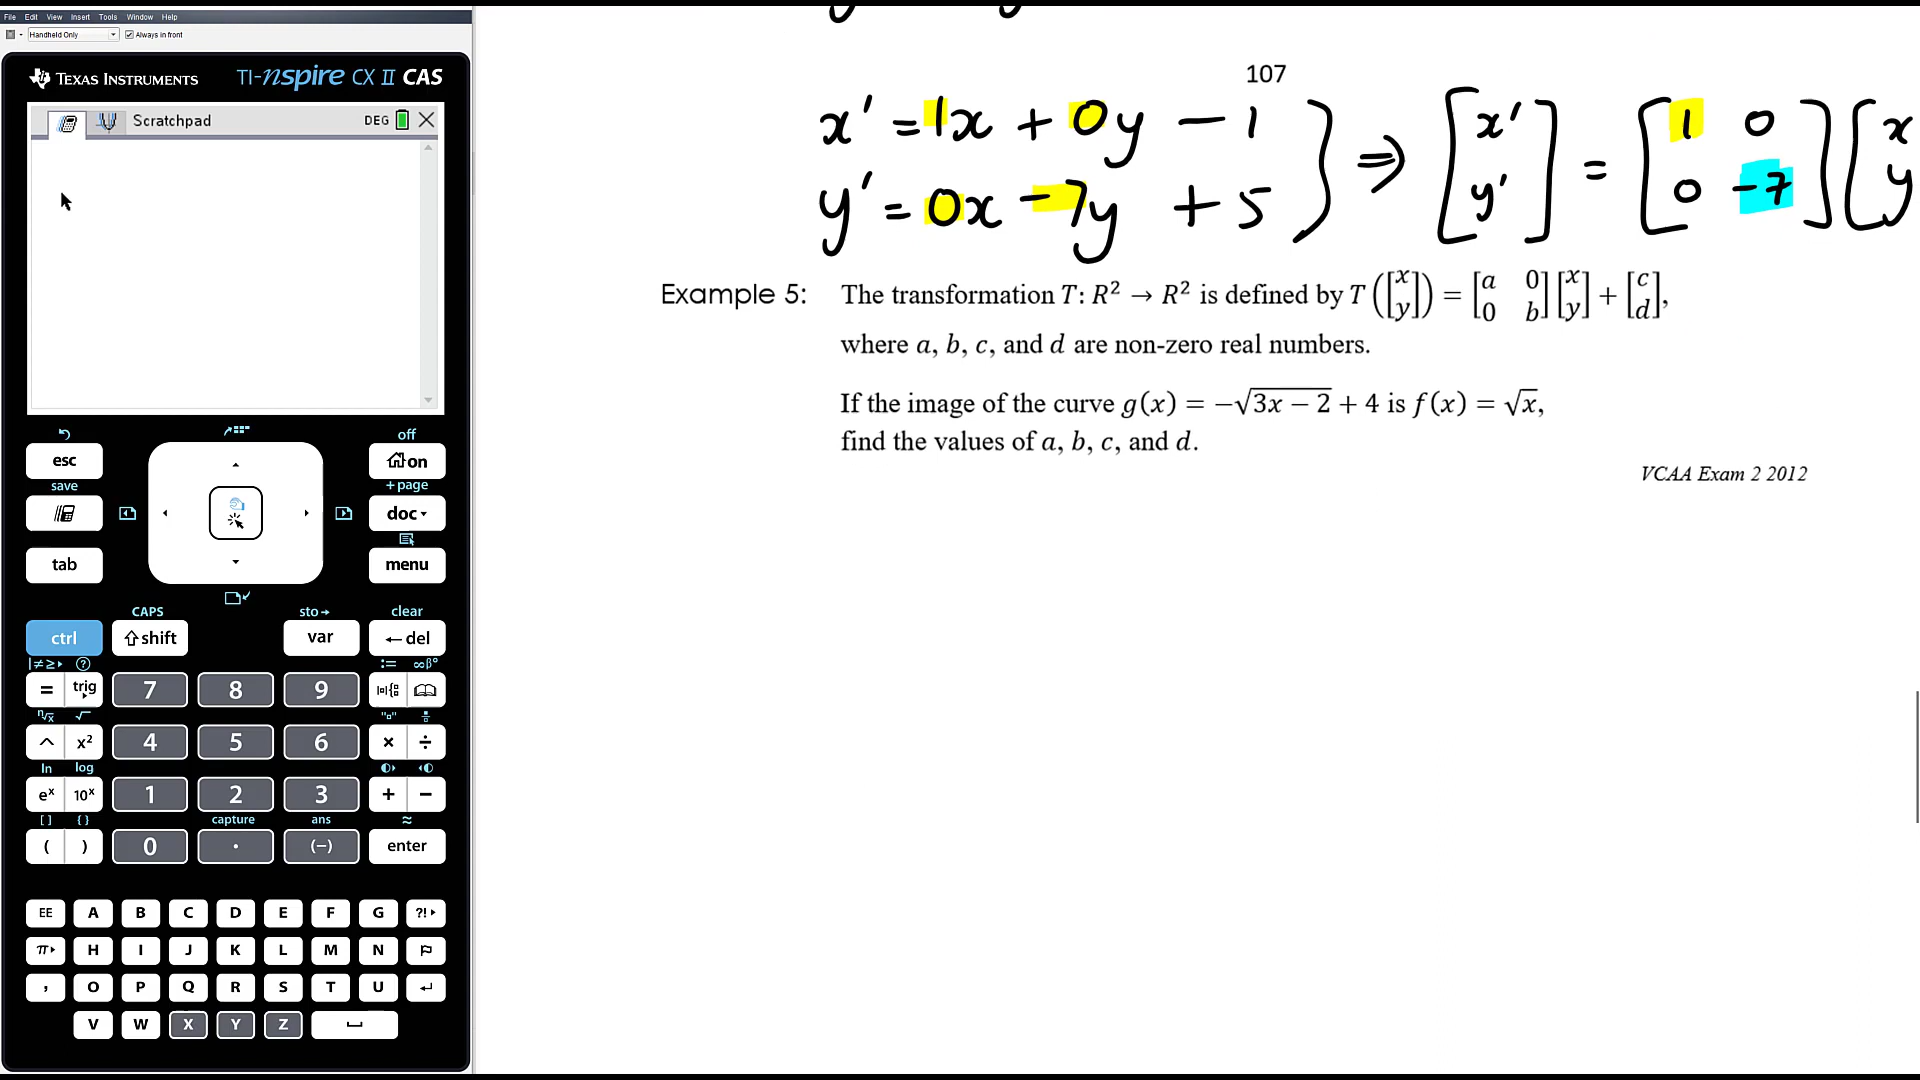 File Edit View Insert Tools Window Help
Handheld Only Always in front
TEXAS INSTRUMENTS TI-nspire CX II CAS
Scratchpad DEG
off
esc on
save + page
doc
tab menu
CAPS sto→ clear
ctrl ⇧shift var ←del
|≠≥▸ ? := ∞β°
= trig 7 8 9 |□|{
ⁿ√x √ "□"
^ x² 4 5 6 × ÷
ln log
eˣ 10ˣ 1 2 3 + −
[ ] { } capture ans ≈
( ) 0 . (−) enter
EE A B C D E F G ?!▸
π▸ H I J K L M N
, O P Q R S T U ↵
V W X Y Z
107
x' = 1x + 0y − 1 } ⇒ [x' y'] = [1 0 0 −7] [x y
y' = 0x − 7y + 5
Example 5: The transformation T: R² → R² is defined by T([x y]) = [a 0 0 b][x y] + [c d],
where a, b, c, and d are non-zero real numbers.
If the image of the curve g(x) = −√(3x − 2) + 4 is f(x) = √x,
find the values of a, b, c, and d.
VCAA Exam 2 2012